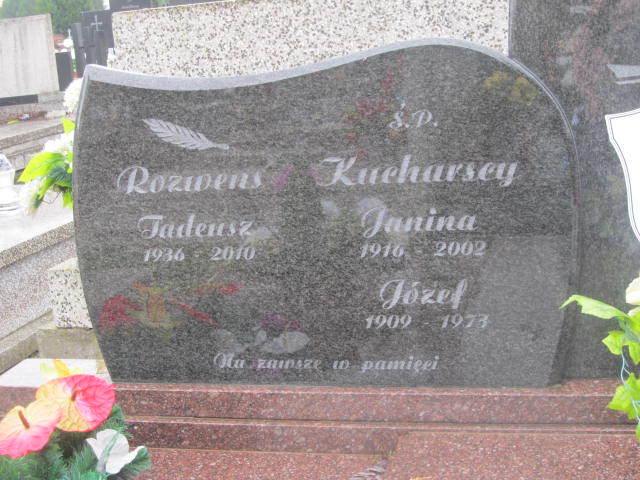 Ś.P.
Rozwens
Tadeusz
1936 - 2010
Kucharscy
Janina
1916 - 2002
Józef
1909 - 1973
Na zawsze w pamięci